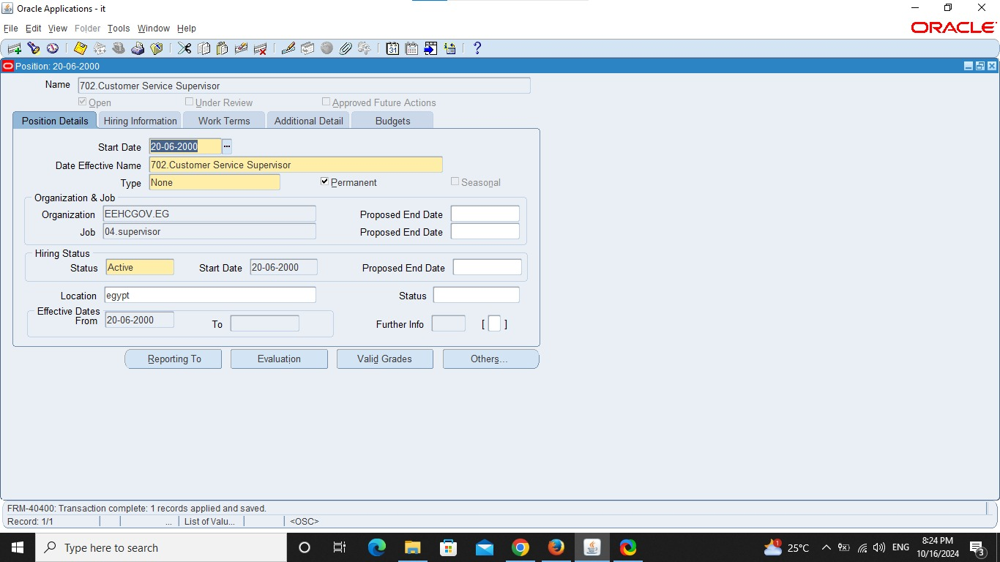 Oracle Applications - it
File Edit View Folder Tools Window Help
ORACLE
Position: 20-06-2000
Name 702.Customer Service Supervisor
Open Under Review Approved Future Actions
Position Details Hiring Information Work Terms Additional Detail Budgets
Start Date 20-06-2000 ...
Date Effective Name 702.Customer Service Supervisor
Type None Permanent Seasonal
Organization & Job
Organization EEHCGOV.EG Proposed End Date
Job 04.supervisor Proposed End Date
Hiring Status
Status Active Start Date 20-06-2000 Proposed End Date
Location egypt Status
Effective Dates
From 20-06-2000 To Further Info [ ]
Reporting To Evaluation Valid Grades Others...
FRM-40400: Transaction complete: 1 records applied and saved.
Record: 1/1 ... List of Valu... <OSC>
Type here to search 1 25°C ENG 8:24 PM
10/16/2024 3